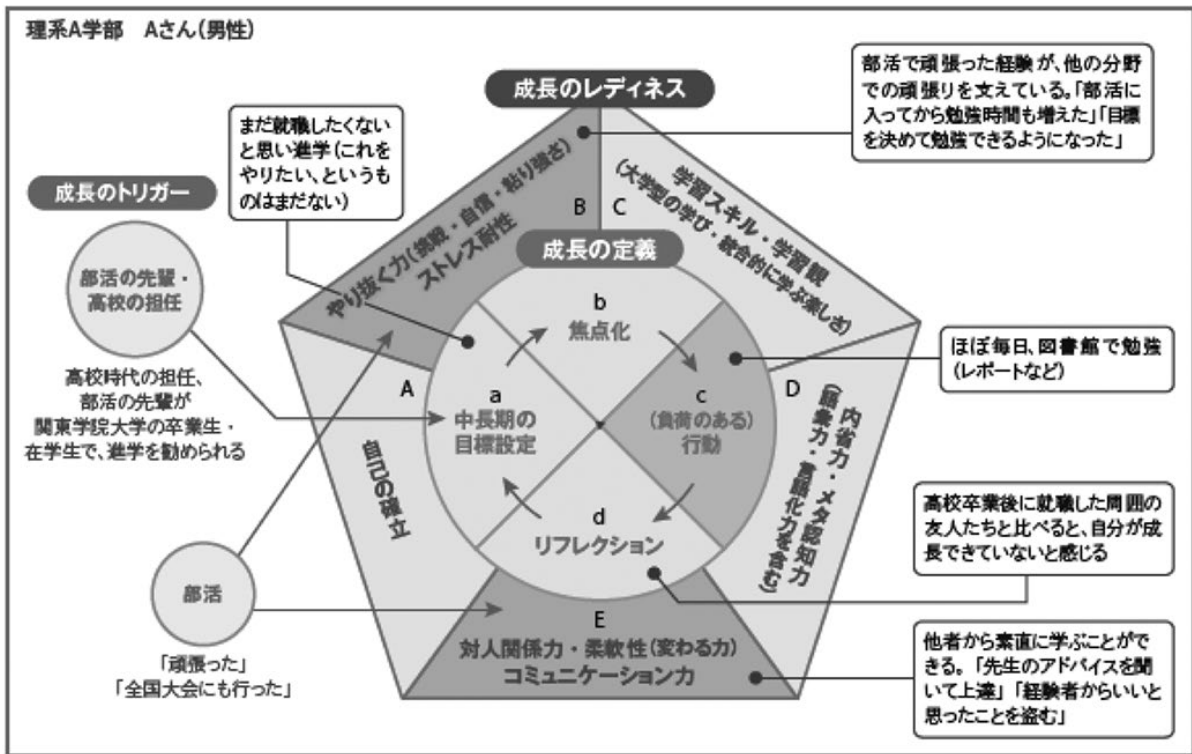 理系A学部　Aさん(男性)
成長のレディネス
部活で頑張った経験が、他の分野
での頑張りを支えている。「部活に
入ってから勉強時間も増えた」「目標
を決めて勉強できるようになった」
まだ就職したくない
と思い進学(これを
やりたい、というも
のはまだない)
成長のトリガー
部活の先輩・
高校の担任
高校時代の担任、
部活の先輩が
関東学院大学の卒業生・
在学生で、進学を勧められる
B
やり抜く力(挑戦・自信・粘り強さ)
ストレス耐性
C
学習スキル・学習観
(大学型の学び・統合的に学ぶ楽しさ)
成長の定義
b
焦点化
ほぼ毎日、図書館で勉強
(レポートなど)
A
自己の確立
a
中長期の
目標設定
c
(負荷のある)
行動
D
内省力・メタ認知力
(語彙力・言語化力を含む)
d
リフレクション
高校卒業後に就職した周囲の
友人たちと比べると、自分が成
長できていないと感じる
部活
「頑張った」
「全国大会にも行った」
E
対人関係力・柔軟性(変わる力)
コミュニケーション力
他者から素直に学ぶことがで
きる。「先生のアドバイスを聞
いて上達」「経験者からいいと
思ったことを盗む」